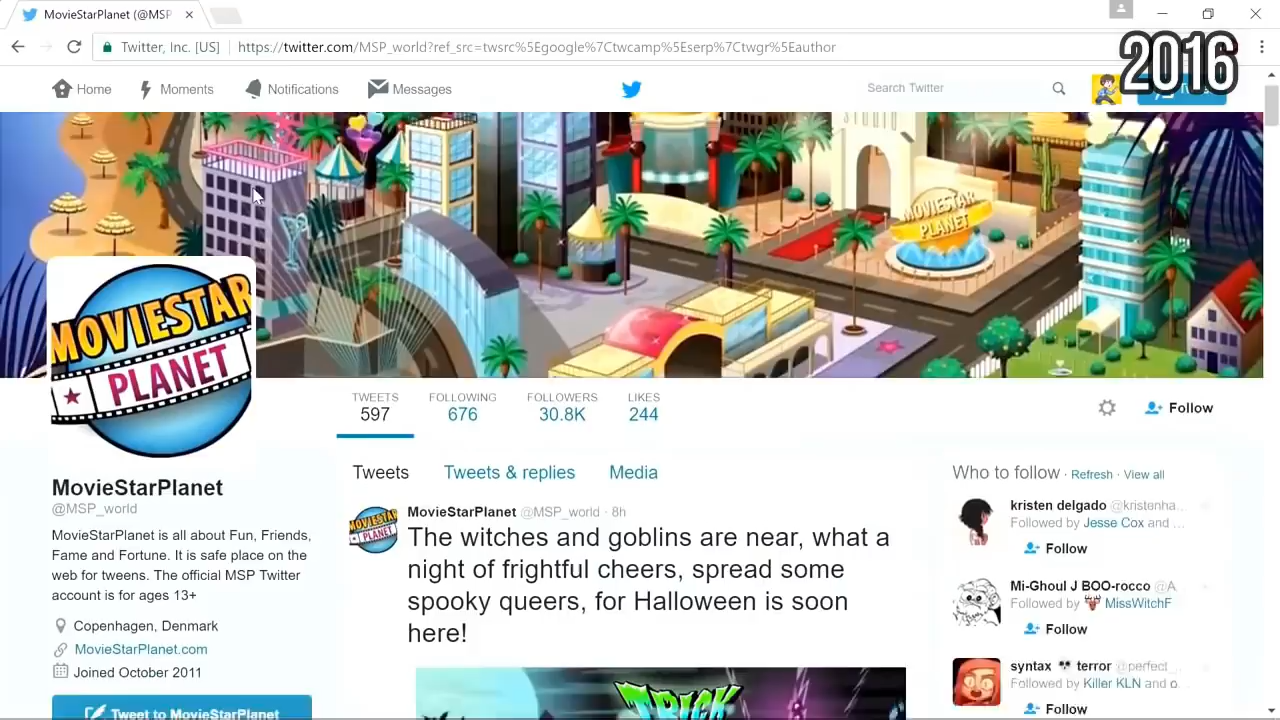 MovieStarPlanet (@MSP
2016
Twitter, Inc. [US]
https://twitter.com/MSP_world?ref_src=twsrc%5Egoogle%7Ctwcamp%5Eserp%7Ctwgr%5Eauthor
Home
Moments
Notifications
Messages
Search Twitter
MOVIESTAR
PLANET
MOVIESTAR
PLANET
TWEETS
597
FOLLOWING
676
FOLLOWERS
30.8K
LIKES
244
Follow
MovieStarPlanet
@MSP_world
MovieStarPlanet is all about Fun, Friends,
Fame and Fortune. It is safe place on the
web for tweens. The official MSP Twitter
account is for ages 13+
Copenhagen, Denmark
MovieStarPlanet.com
Joined October 2011
Tweet to MovieStarPlanet
Tweets
Tweets & replies
Media
MOVIESTAR
PLANET
MovieStarPlanet @MSP_world · 8h
The witches and goblins are near, what a
night of frightful cheers, spread some
spooky queers, for Halloween is soon
here!
TRICK
Who to follow · Refresh · View all
kristen delgado @kristenha...
Followed by Jesse Cox and ...
Follow
Mi-Ghoul J BOO-rocco @A
Followed by MissWitchF
Follow
syntax terror @perfect
Followed by Killer KLN and o.
Follow